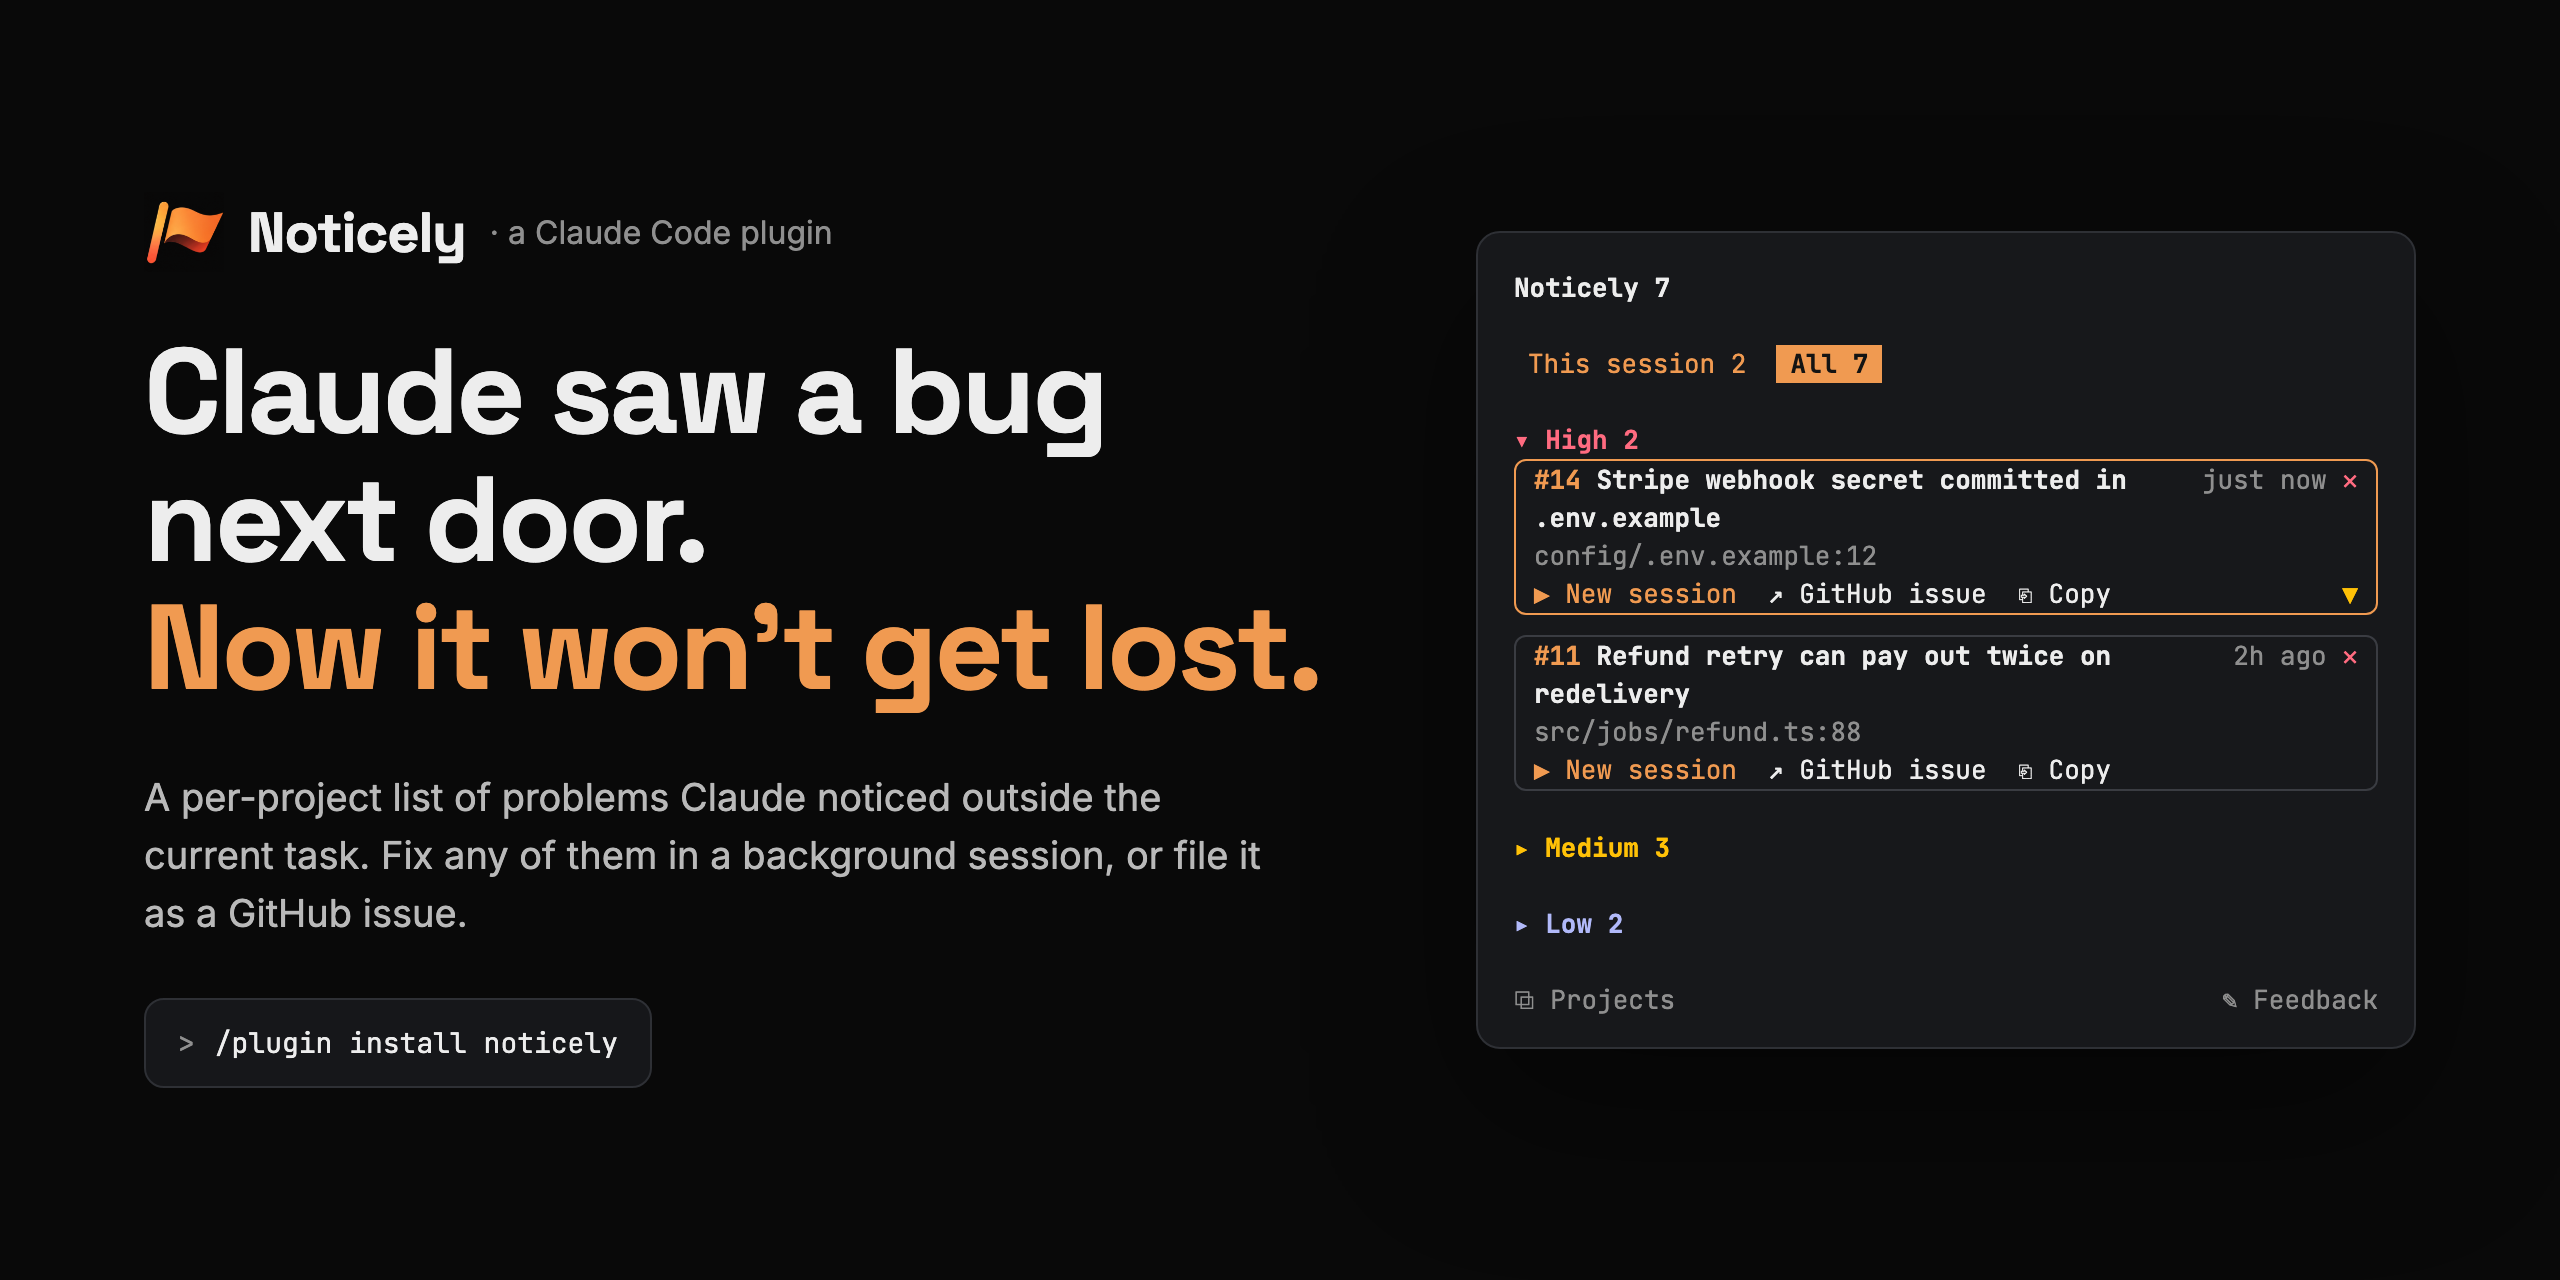 Noticely · a Claude Code plugin
Claude saw a bug
next door.
Now it won’t get lost.
A per-project list of problems Claude noticed outside the
current task. Fix any of them in a background session, or file it
as a GitHub issue.
> /plugin install noticely
Noticely 7
This session 2 All 7
▾ High 2
#14 Stripe webhook secret committed in just now ×
.env.example
config/.env.example:12
▶ New session ↗ GitHub issue ⎘ Copy ▼
#11 Refund retry can pay out twice on 2h ago ×
redelivery
src/jobs/refund.ts:88
▶ New session ↗ GitHub issue ⎘ Copy
▸ Medium 3
▸ Low 2
⧉ Projects ✎ Feedback